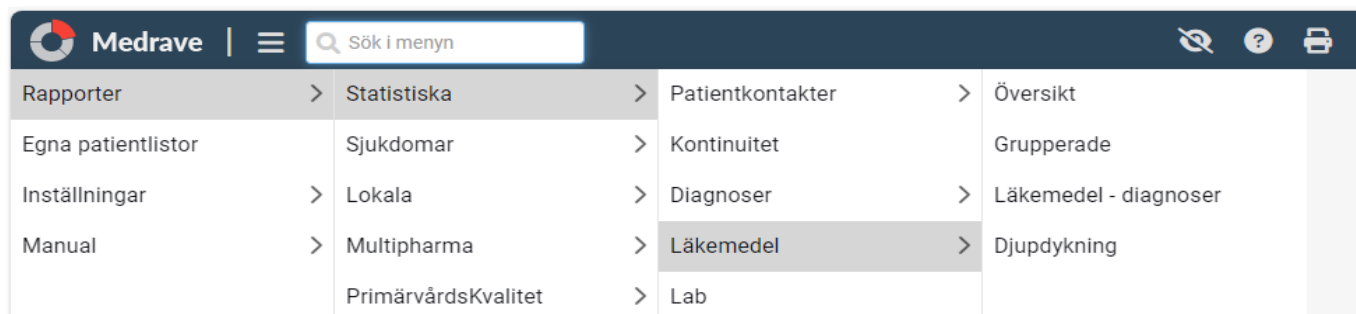 Medrave
Sök i menyn
Rapporter
Egna patientlistor
Inställningar
Manual
Statistiska
Sjukdomar
Lokala
Multipharma
PrimärvårdsKvalitet
Patientkontakter
Kontinuitet
Diagnoser
Läkemedel
Lab
Översikt
Grupperade
Läkemedel - diagnoser
Djupdykning